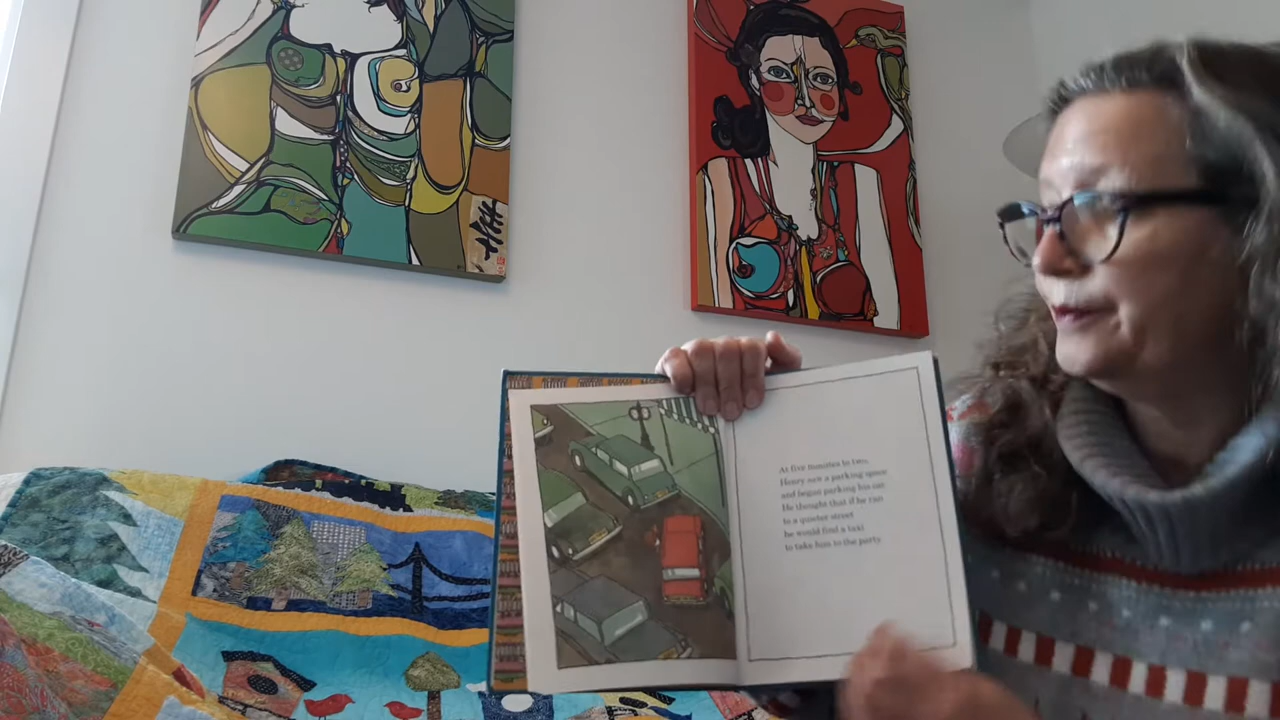 At five minutes to two,
Henry saw a parking space
and began parking his car.
He thought that if he ran
to a quieter street
he would find a taxi
to take him to the party.